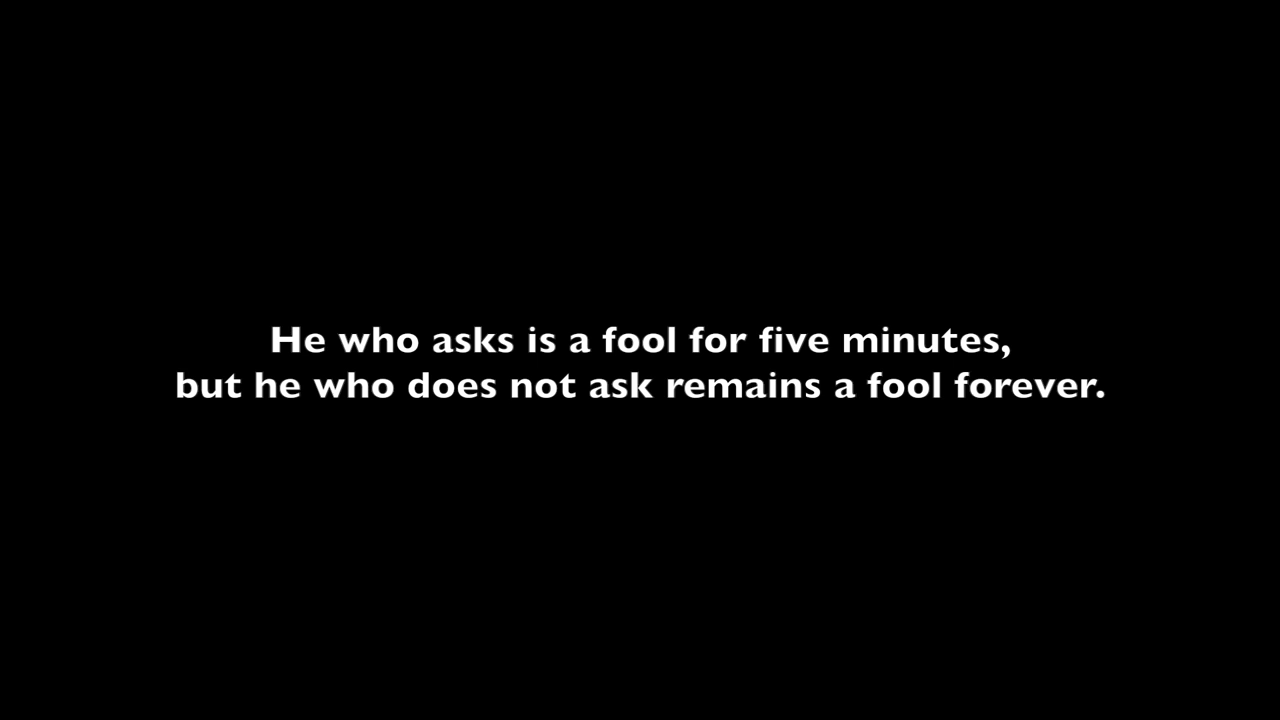 He who asks is a fool for five minutes,
but he who does not ask remains a fool forever.